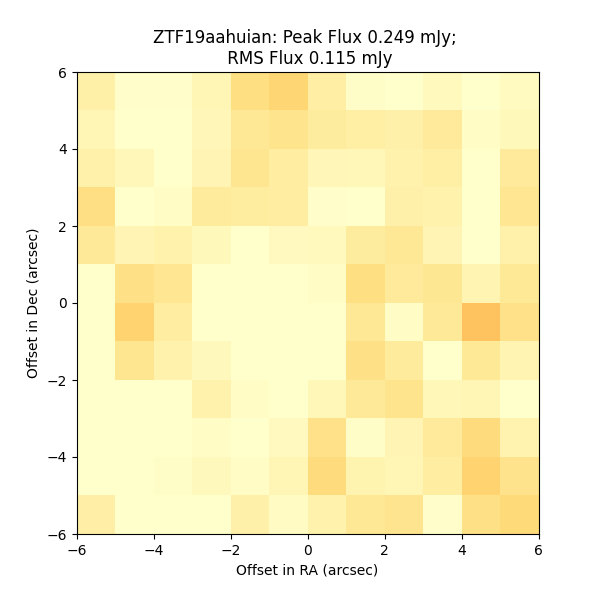 ZTF19aahuian: Peak Flux 0.249 mJy;
RMS Flux 0.115 mJy
6
4
2
0
−2
−4
−6
Offset in Dec (arcsec)
−6 −4 −2 0 2 4 6
Offset in RA (arcsec)